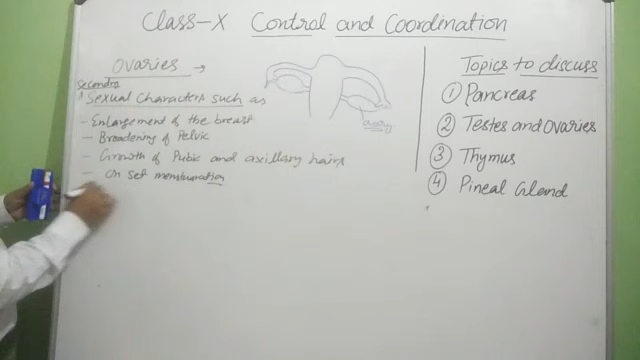 Class-X Control and Coordination
Ovaries →
Sexual Characters such as
- Enlargement of the breast
- Broadening of Pelvic
- Growth of Pubic and axillary hairs
- On set menstruation
ovary
Topics to discuss
① Pancreas
② Testes and Ovaries
③ Thymus
④ Pineal Gland